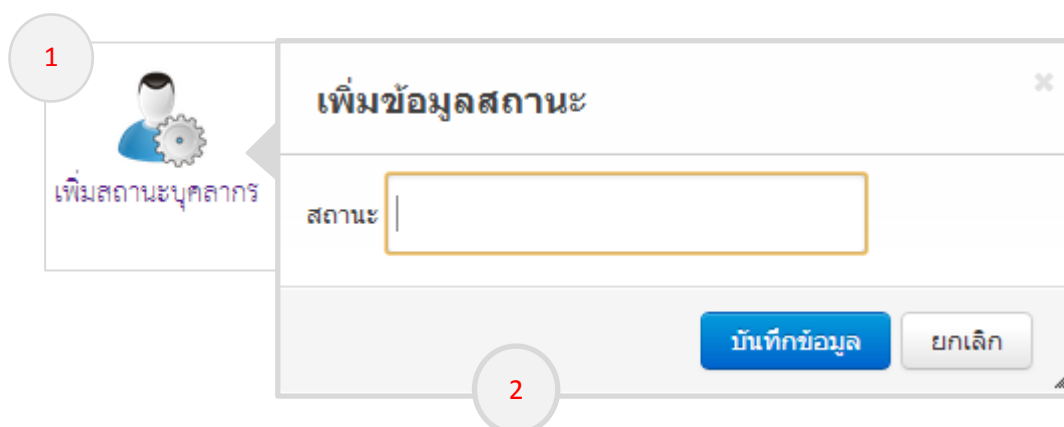 1
เพิ่มสถานะบุคลากร
เพิ่มข้อมูลสถานะ
สถานะ
บันทึกข้อมูล
ยกเลิก
2